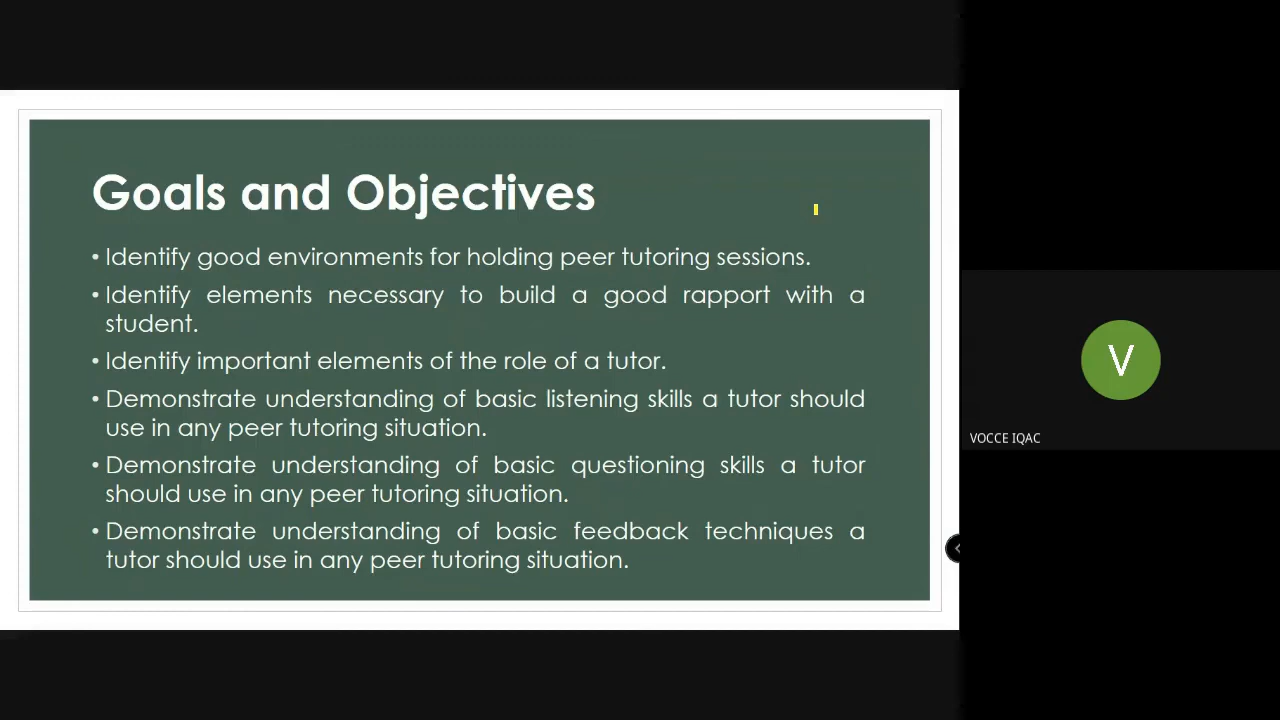 Goals and Objectives
• Identify good environments for holding peer tutoring sessions.
• Identify elements necessary to build a good rapport with a
student.
• Identify important elements of the role of a tutor.
• Demonstrate understanding of basic listening skills a tutor should
use in any peer tutoring situation.
• Demonstrate understanding of basic questioning skills a tutor
should use in any peer tutoring situation.
• Demonstrate understanding of basic feedback techniques a
tutor should use in any peer tutoring situation.
V
VOCCE IQAC